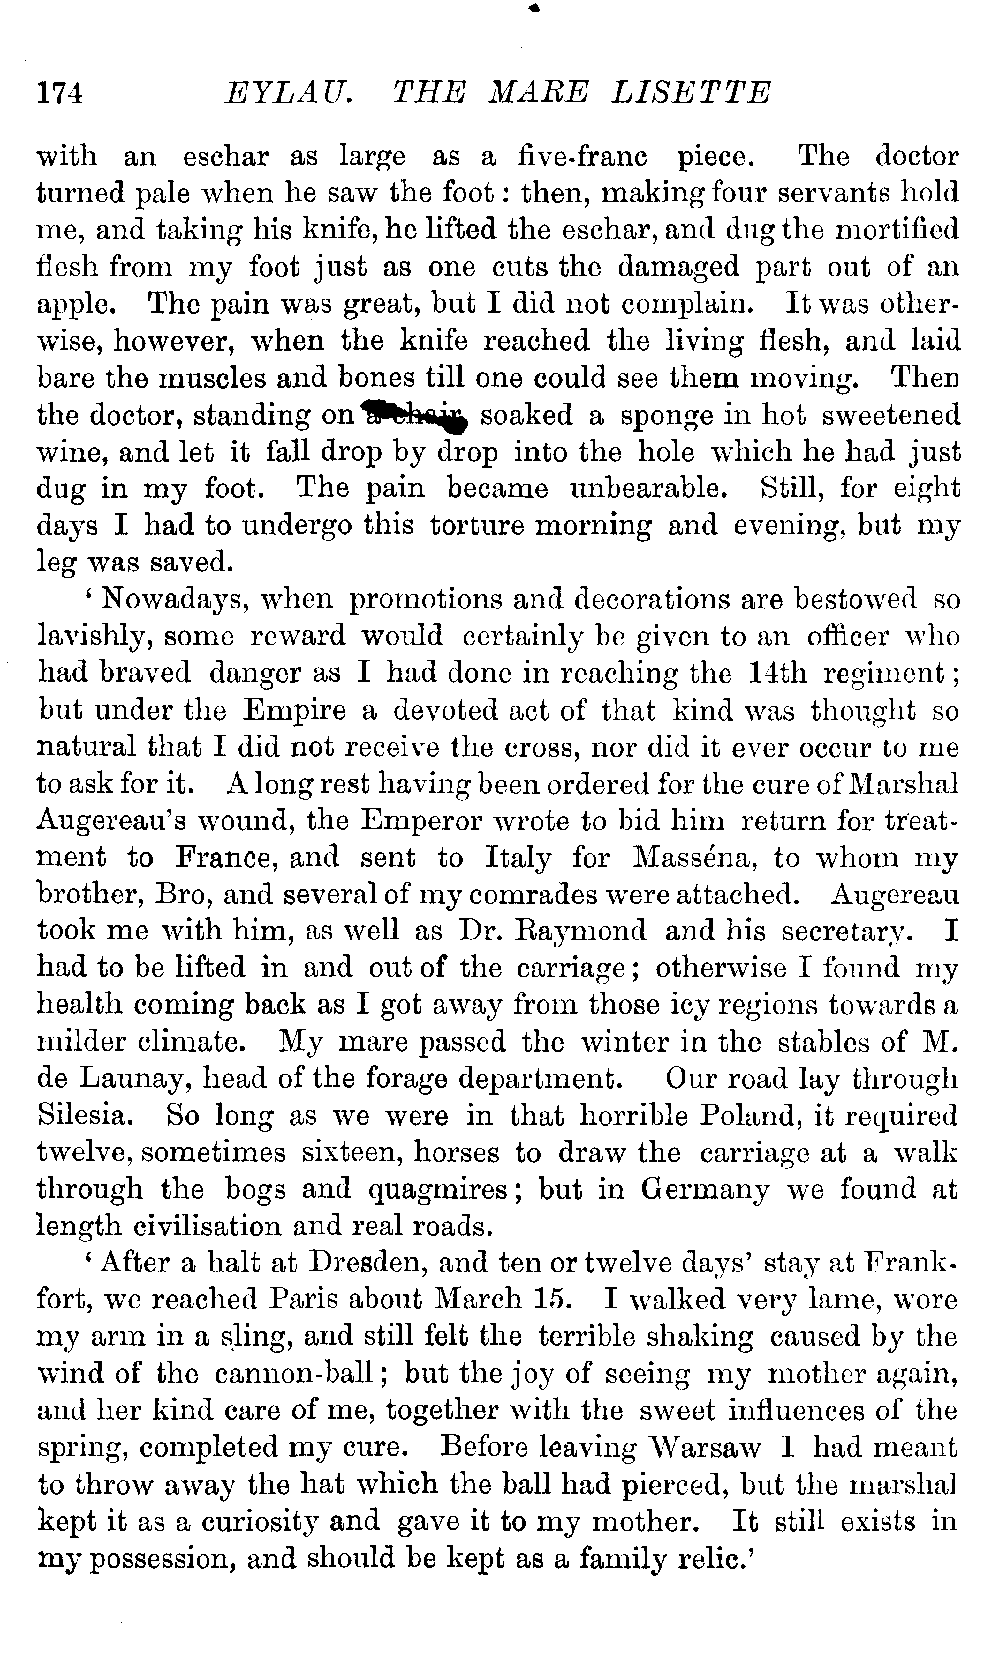 174 EYLAU. THE MARE LISETTE
with an eschar as large as a five-franc piece. The doctor
turned pale when he saw the foot: then, making four servants hold
me, and taking his knife, he lifted the eschar, and dug the mortified
flesh from my foot just as one cuts the damaged part out of an
apple. The pain was great, but I did not complain. It was other-
wise, however, when the knife reached the living flesh, and laid
bare the muscles and bones till one could see them moving. Then
the doctor, standing on a chair, soaked a sponge in hot sweetened
wine, and let it fall drop by drop into the hole which he had just
dug in my foot. The pain became unbearable. Still, for eight
days I had to undergo this torture morning and evening, but my
leg was saved.
‘ Nowadays, when promotions and decorations are bestowed so
lavishly, some reward would certainly be given to an officer who
had braved danger as I had done in reaching the 14th regiment;
but under the Empire a devoted act of that kind was thought so
natural that I did not receive the cross, nor did it ever occur to me
to ask for it. A long rest having been ordered for the cure of Marshal
Augereau’s wound, the Emperor wrote to bid him return for treat-
ment to France, and sent to Italy for Masséna, to whom my
brother, Bro, and several of my comrades were attached. Augereau
took me with him, as well as Dr. Raymond and his secretary. I
had to be lifted in and out of the carriage; otherwise I found my
health coming back as I got away from those icy regions towards a
milder climate. My mare passed the winter in the stables of M.
de Launay, head of the forage department. Our road lay through
Silesia. So long as we were in that horrible Poland, it required
twelve, sometimes sixteen, horses to draw the carriage at a walk
through the bogs and quagmires; but in Germany we found at
length civilisation and real roads.
‘ After a halt at Dresden, and ten or twelve days’ stay at Frank-
fort, we reached Paris about March 15. I walked very lame, wore
my arm in a sling, and still felt the terrible shaking caused by the
wind of the cannon-ball; but the joy of seeing my mother again,
and her kind care of me, together with the sweet influences of the
spring, completed my cure. Before leaving Warsaw I had meant
to throw away the hat which the ball had pierced, but the marshal
kept it as a curiosity and gave it to my mother. It still exists in
my possession, and should be kept as a family relic.’